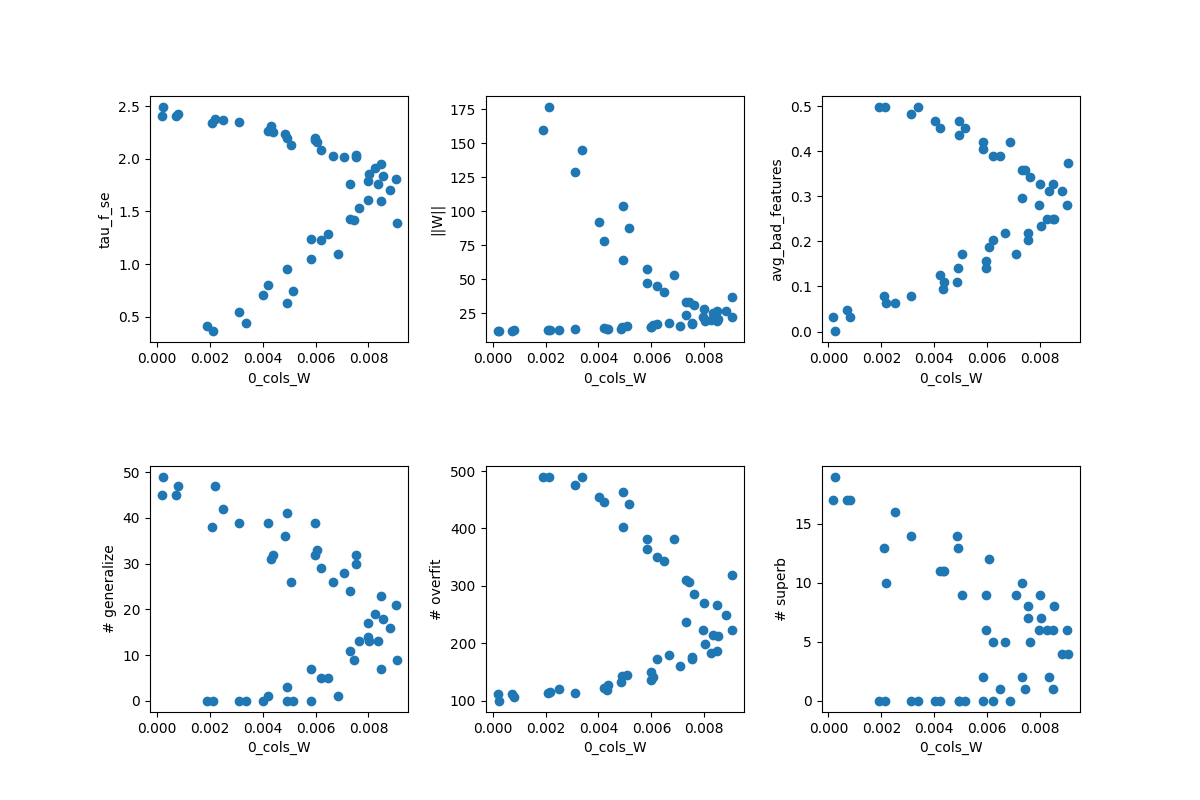 2.5
2.0
1.5
1.0
0.5
tau_f_se
0.000 0.002 0.004 0.006 0.008
0_cols_W
175
150
125
100
75
50
25
||W||
0.000 0.002 0.004 0.006 0.008
0_cols_W
0.5
0.4
0.3
0.2
0.1
0.0
avg_bad_features
0.000 0.002 0.004 0.006 0.008
0_cols_W
50
40
30
20
10
0
# generalize
0.000 0.002 0.004 0.006 0.008
0_cols_W
500
400
300
200
100
# overfit
0.000 0.002 0.004 0.006 0.008
0_cols_W
15
10
5
0
# superb
0.000 0.002 0.004 0.006 0.008
0_cols_W